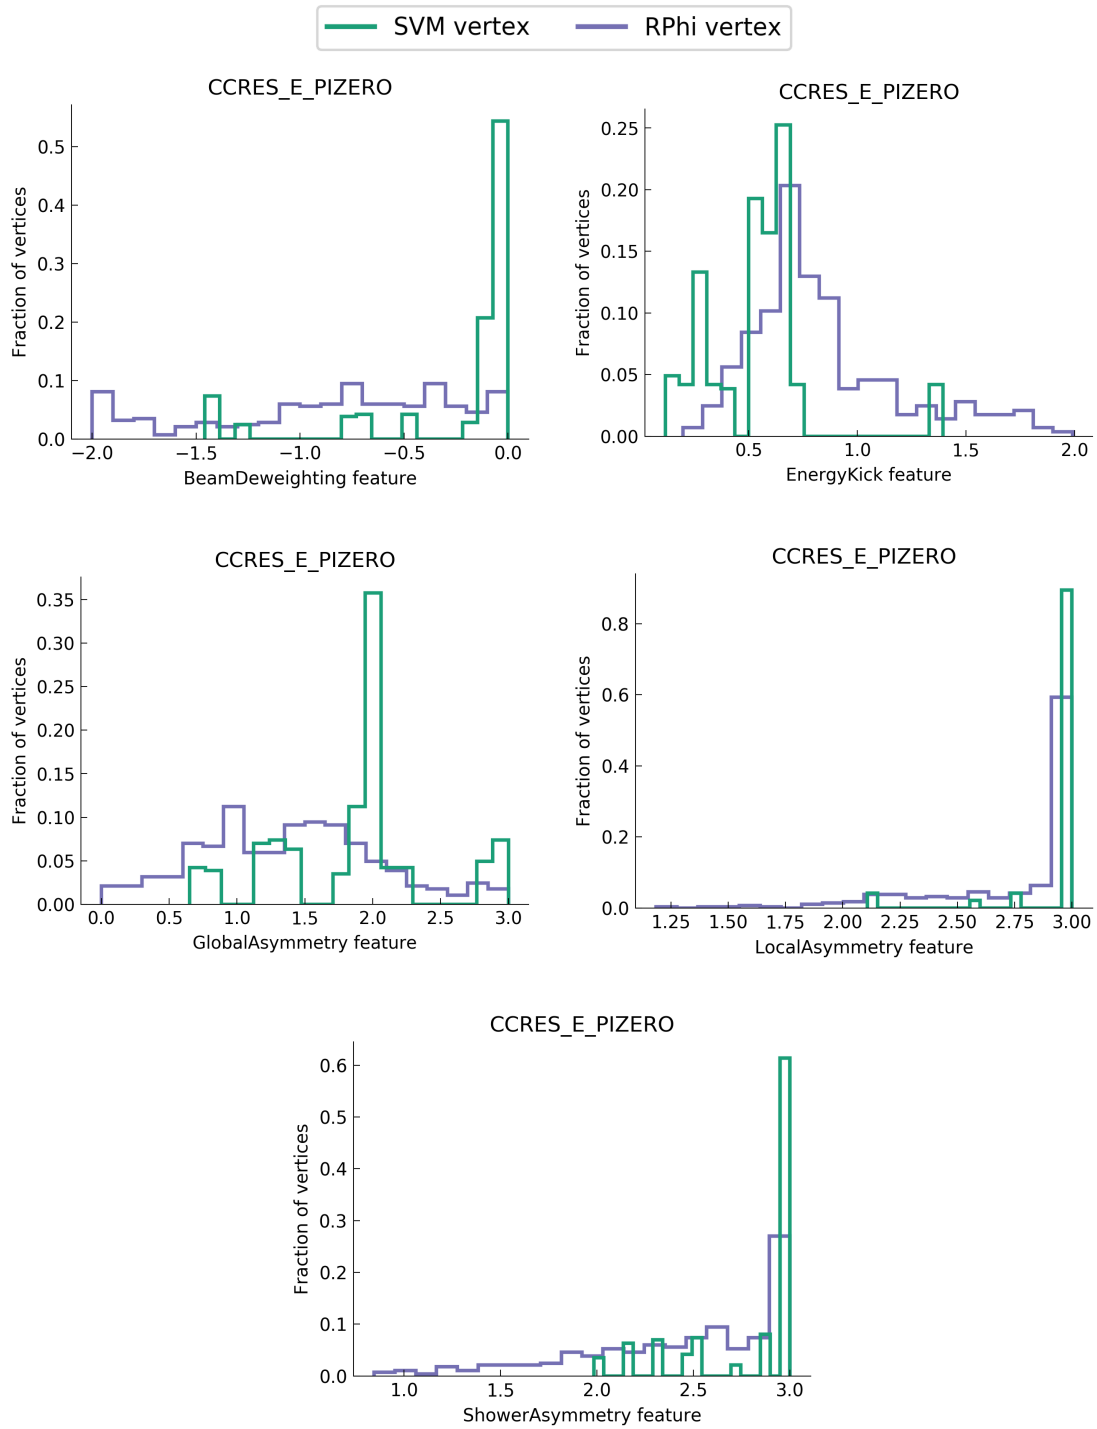 SVM vertex RPhi vertex
CCRES_E_PIZERO
Fraction of vertices
0.5
0.4
0.3
0.2
0.1
0.0
−2.0 −1.5 −1.0 −0.5 0.0
BeamDeweighting feature
CCRES_E_PIZERO
Fraction of vertices
0.25
0.20
0.15
0.10
0.05
0.00
0.5 1.0 1.5 2.0
EnergyKick feature
CCRES_E_PIZERO
Fraction of vertices
0.35
0.30
0.25
0.20
0.15
0.10
0.05
0.00
0.0 0.5 1.0 1.5 2.0 2.5 3.0
GlobalAsymmetry feature
CCRES_E_PIZERO
Fraction of vertices
0.8
0.6
0.4
0.2
0.0
1.25 1.50 1.75 2.00 2.25 2.50 2.75 3.00
LocalAsymmetry feature
CCRES_E_PIZERO
Fraction of vertices
0.6
0.5
0.4
0.3
0.2
0.1
0.0
1.0 1.5 2.0 2.5 3.0
ShowerAsymmetry feature